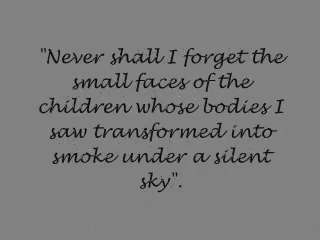 "Never shall I forget the
small faces of the
children whose bodies I
saw transformed into
smoke under a silent
sky".